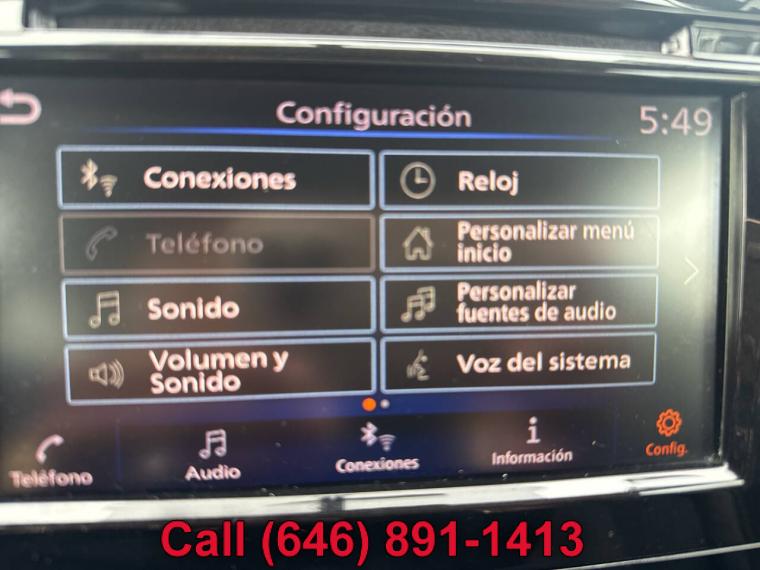 Configuración
5:49
Conexiones
Reloj
Teléfono
Personalizar menú
inicio
Sonido
Personalizar
fuentes de audio
Volumen y
Sonido
Voz del sistema
Teléfono
Audio
Conexiones
Información
Config.
Call (646) 891-1413